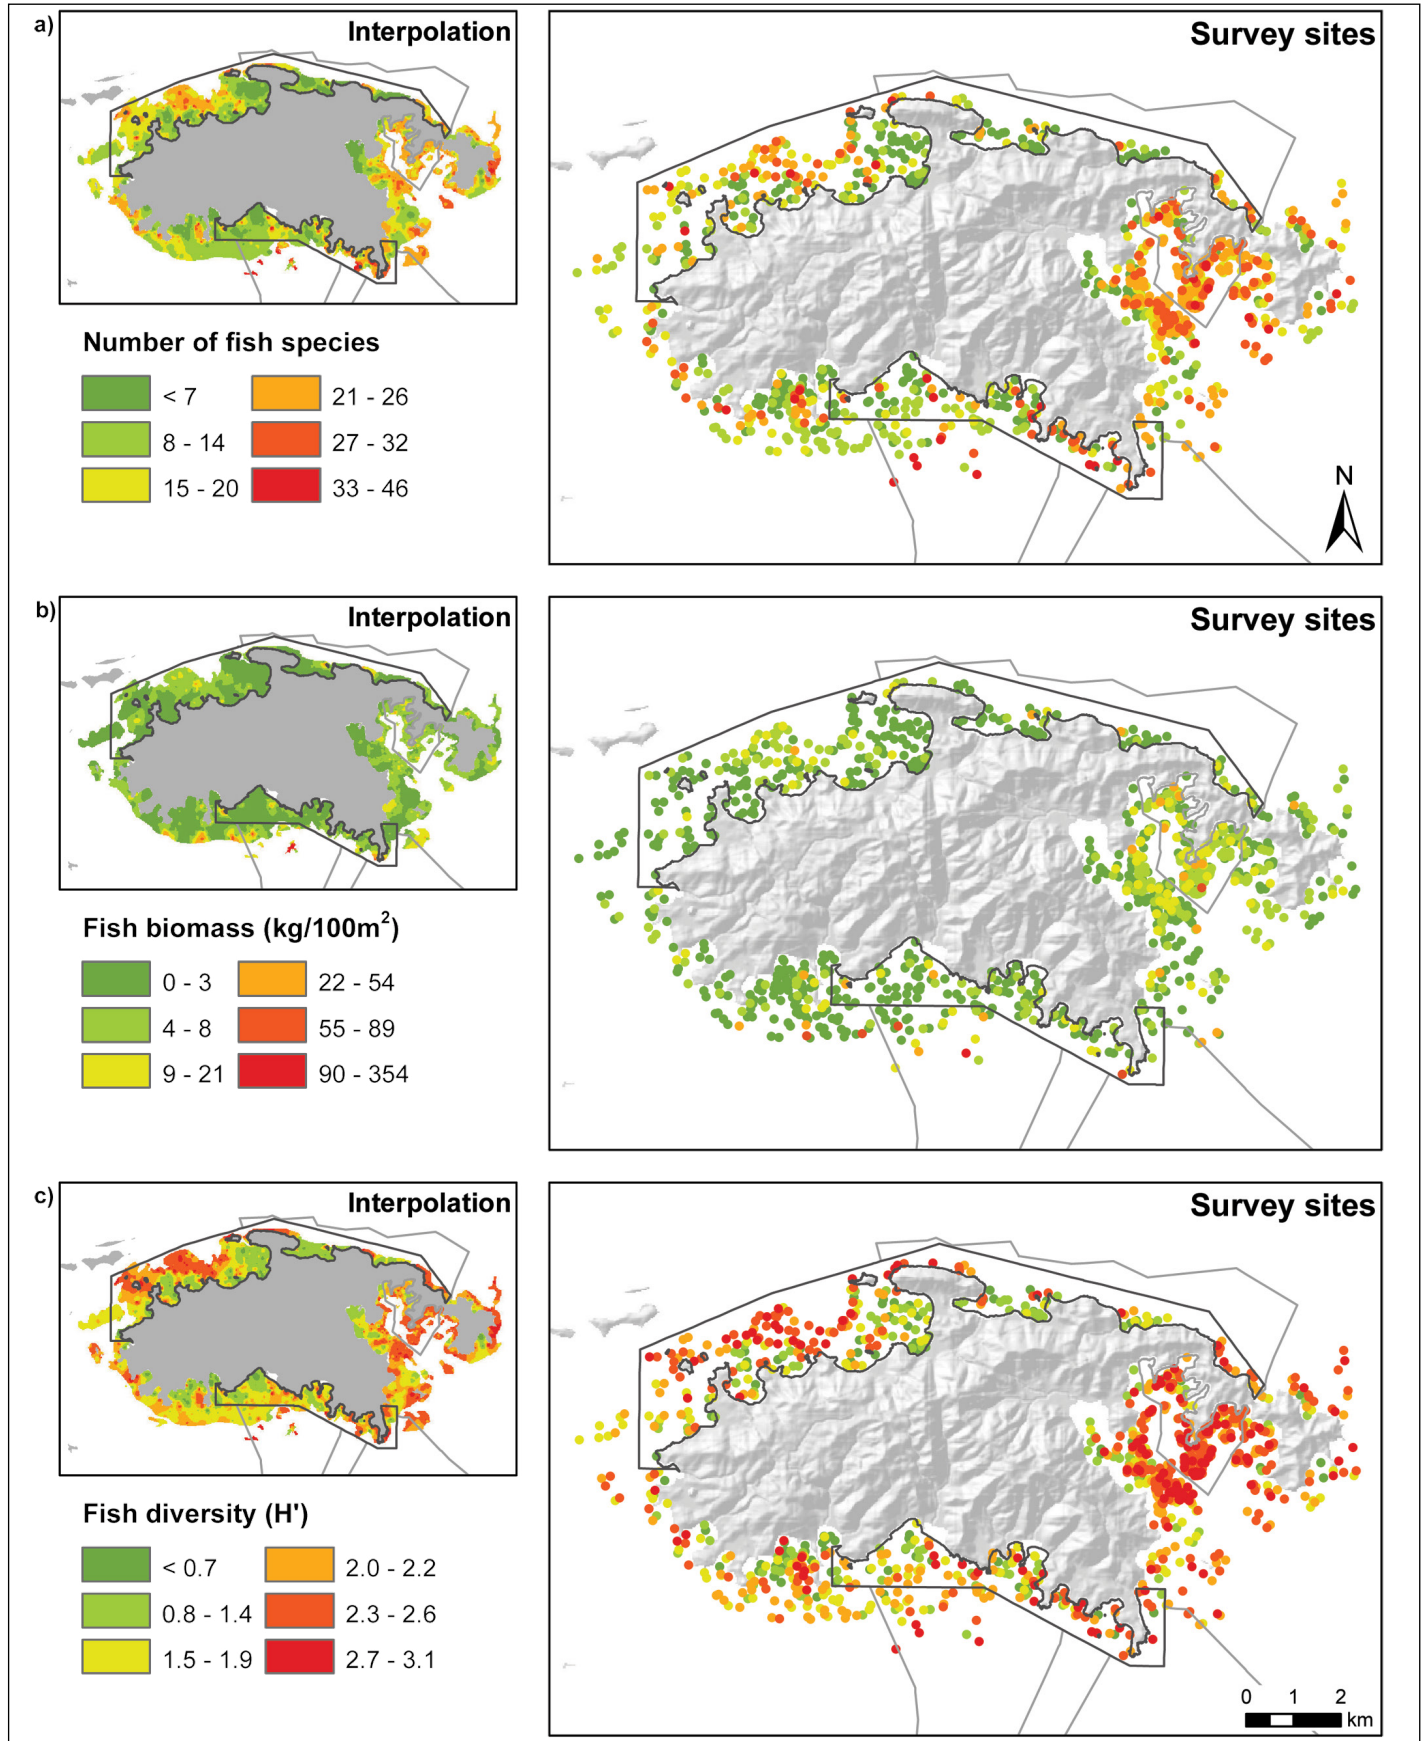 a)
Interpolation
Survey sites
Number of fish species
< 7
21 - 26
8 - 14
27 - 32
15 - 20
33 - 46
N
b)
Interpolation
Survey sites
Fish biomass (kg/100m²)
0 - 3
22 - 54
4 - 8
55 - 89
9 - 21
90 - 354
c)
Interpolation
Survey sites
Fish diversity (H')
< 0.7
2.0 - 2.2
0.8 - 1.4
2.3 - 2.6
1.5 - 1.9
2.7 - 3.1
0 1 2
km